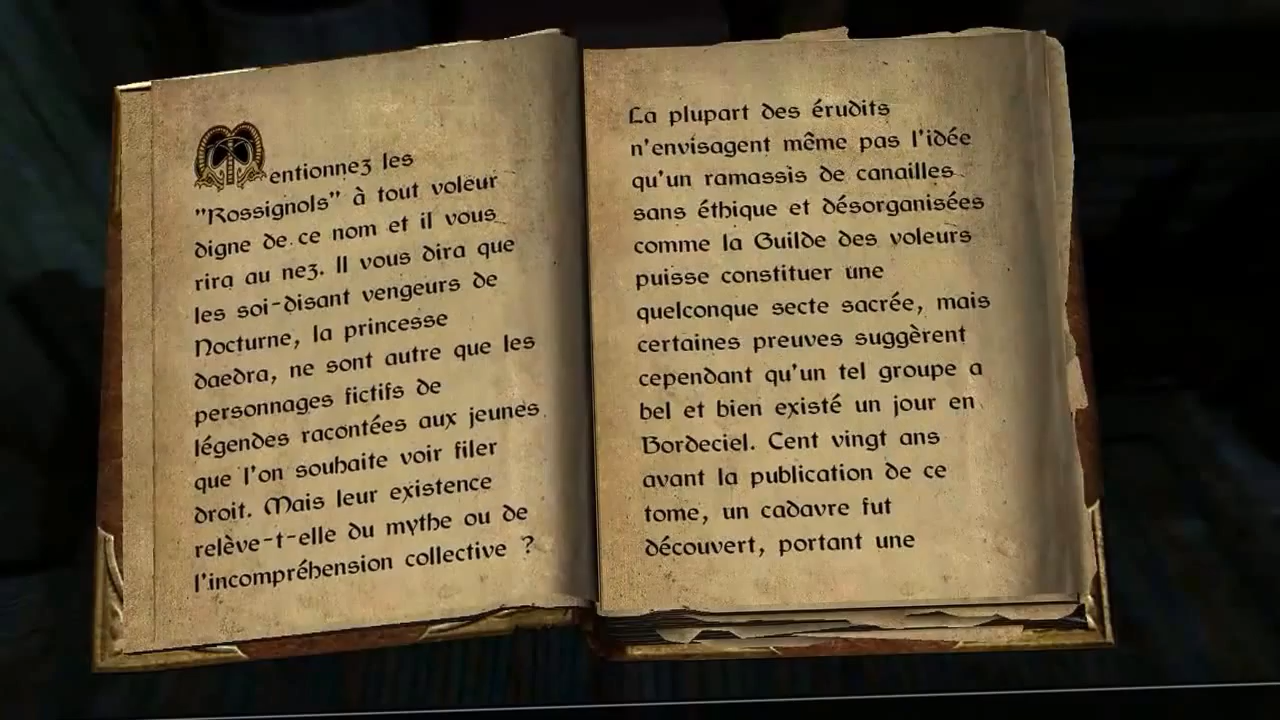 Mentionnez les
"Rossignols" à tout voleur
digne de ce nom et il vous
rira au nez. Il vous dira que
les soi-disant vengeurs de
Nocturne, la princesse
daedra, ne sont autre que les
personnages fictifs de
légendes racontées aux jeunes
que l'on souhaite voir filer
droit. Mais leur existence
relève-t-elle du mythe ou de
l'incompréhension collective ?
La plupart des érudits
n'envisagent même pas l'idée
qu'un ramassis de canailles
sans éthique et désorganisées
comme la Guilde des voleurs
puisse constituer une
quelconque secte sacrée, mais
certaines preuves suggèrent
cependant qu'un tel groupe a
bel et bien existé un jour en
Bordeciel. Cent vingt ans
avant la publication de ce
tome, un cadavre fut
découvert, portant une